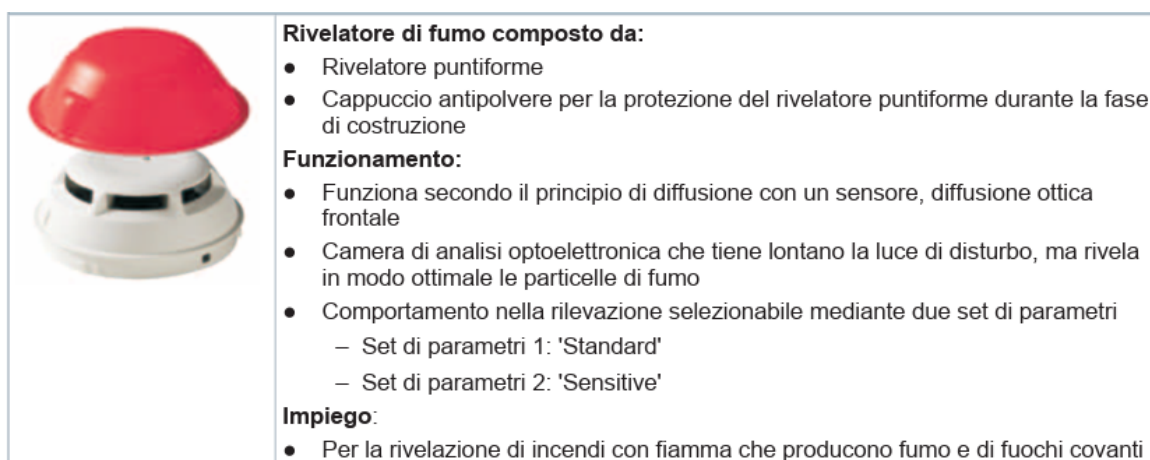 Rivelatore di fumo composto da:
● Rivelatore puntiforme
● Cappuccio antipolvere per la protezione del rivelatore puntiforme durante la fase
di costruzione
Funzionamento:
● Funziona secondo il principio di diffusione con un sensore, diffusione ottica
frontale
● Camera di analisi optoelettronica che tiene lontano la luce di disturbo, ma rivela
in modo ottimale le particelle di fumo
● Comportamento nella rilevazione selezionabile mediante due set di parametri
– Set di parametri 1: 'Standard'
– Set di parametri 2: 'Sensitive'
Impiego:
● Per la rivelazione di incendi con fiamma che producono fumo e di fuochi covanti